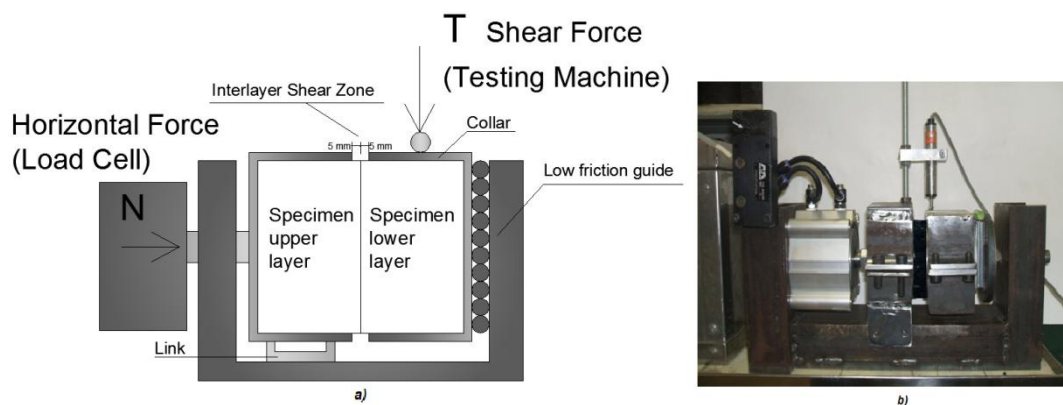 T Shear Force
(Testing Machine)
Interlayer Shear Zone
Horizontal Force
(Load Cell)
5 mm
5 mm
Collar
Low friction guide
N
Specimen
upper
layer
Specimen
lower
layer
Link
a)
b)